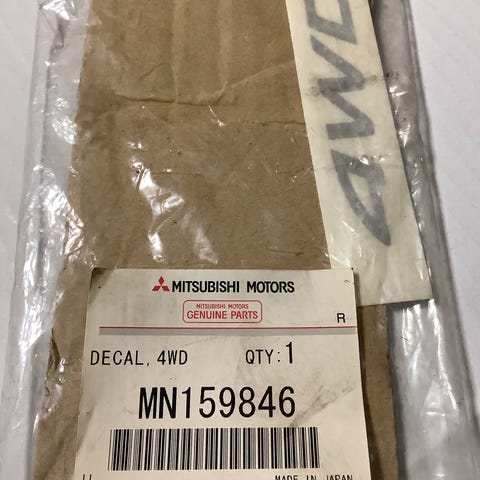 4WD
MITSUBISHI MOTORS
MITSUBISHI MOTORS
GENUINE PARTS
R
DECAL, 4WD QTY:1
MN159846
MADE IN JAPAN